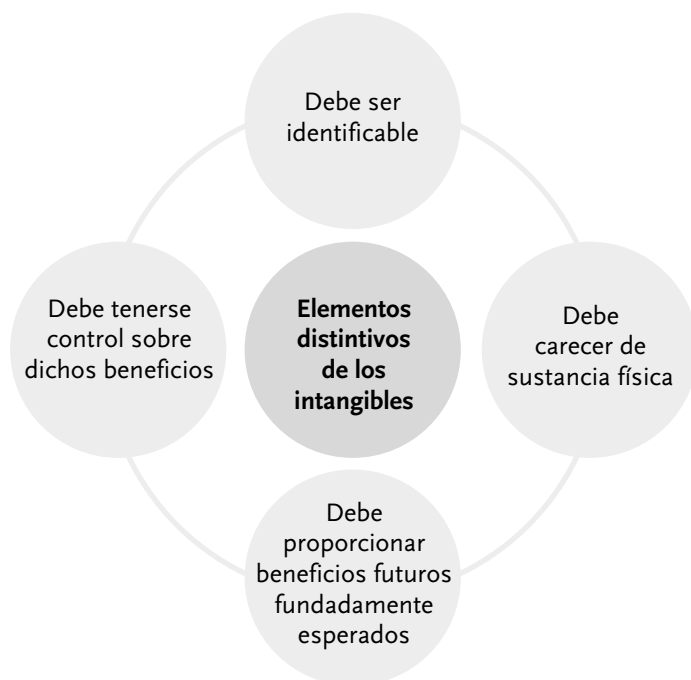 Debe ser
identificable
Debe tenerse
control sobre
dichos beneficios
Elementos
distintivos
de los
intangibles
Debe
carecer de
sustancia física
Debe
proporcionar
beneficios futuros
fundadamente
esperados